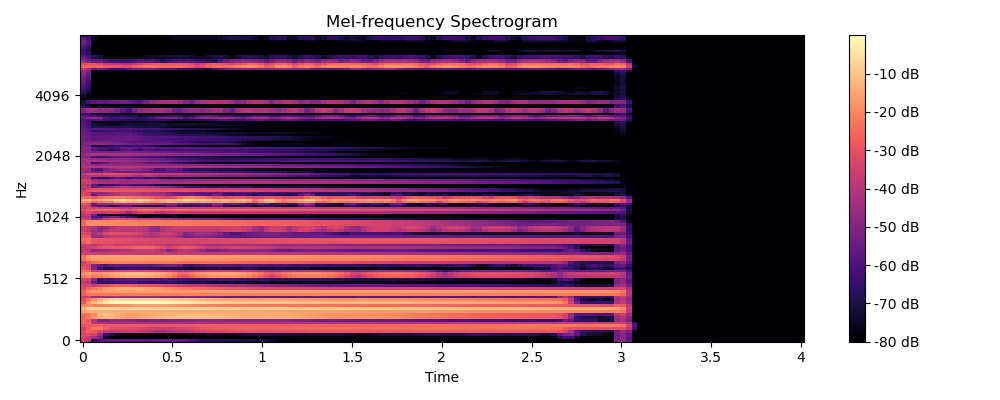 Mel-frequency Spectrogram
Hz
4096
2048
1024
512
0
0
0.5
1
1.5
2
2.5
3
3.5
4
Time
-10 dB
-20 dB
-30 dB
-40 dB
-50 dB
-60 dB
-70 dB
-80 dB